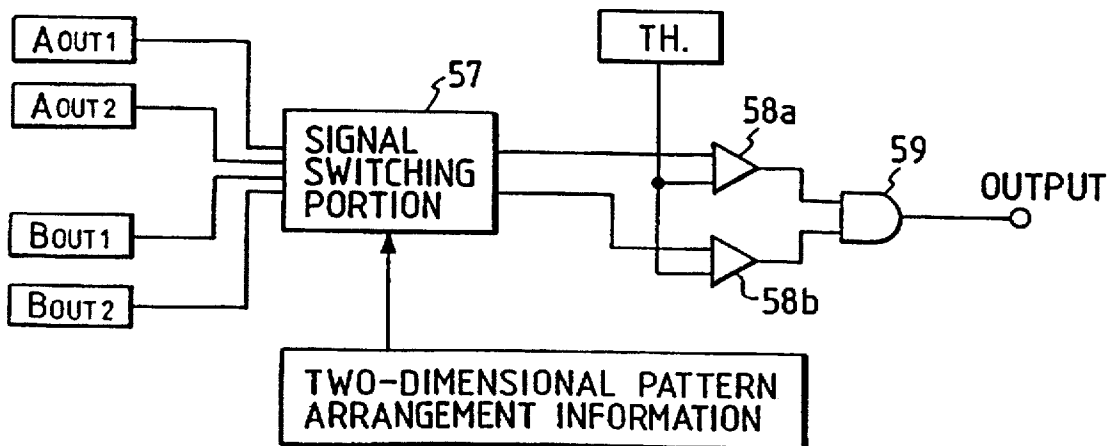 AOUT1
TH.
57
AOUT2
58a
SIGNAL
SWITCHING
PORTION
59
OUTPUT
BOUT1
BOUT2
58b
TWO-DIMENSIONAL PATTERN
ARRANGEMENT INFORMATION